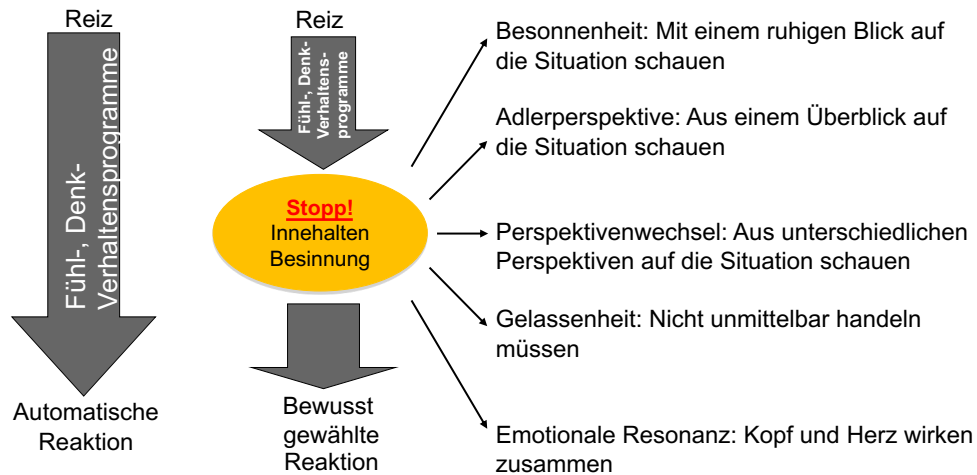 Reiz
Fühl-, Denk-
Verhaltensprogramme
Automatische
Reaktion
Reiz
Fühl-, Denk-
Verhaltens-
programme
Stopp!
Innehalten
Besinnung
Bewusst
gewählte
Reaktion
Besonnenheit: Mit einem ruhigen Blick auf
die Situation schauen
Adlerperspektive: Aus einem Überblick auf
die Situation schauen
Perspektivenwechsel: Aus unterschiedlichen
Perspektiven auf die Situation schauen
Gelassenheit: Nicht unmittelbar handeln
müssen
Emotionale Resonanz: Kopf und Herz wirken
zusammen